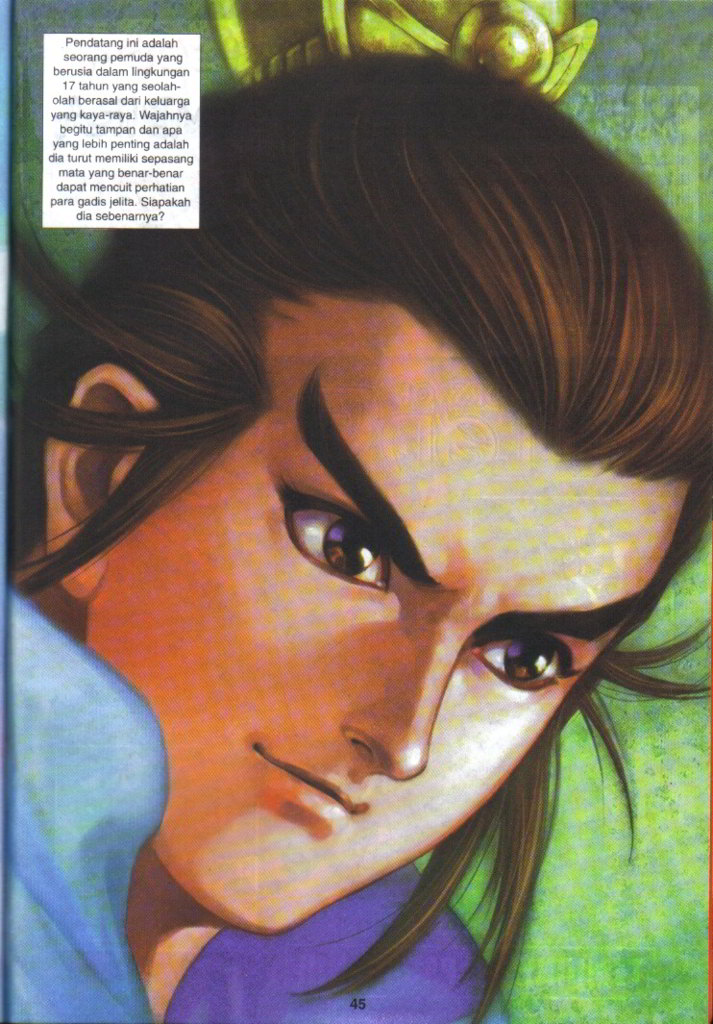 Pendatang ini adalah
seorang pemuda yang
berusia dalam lingkungan
17 tahun yang seolah-
olah berasal dari keluarga
yang kaya-raya. Wajahnya
begitu tampan dan apa
yang lebih penting adalah
dia turut memiliki sepasang
mata yang benar-benar
dapat mencuit perhatian
para gadis jelita. Siapakah
dia sebenarnya?
45